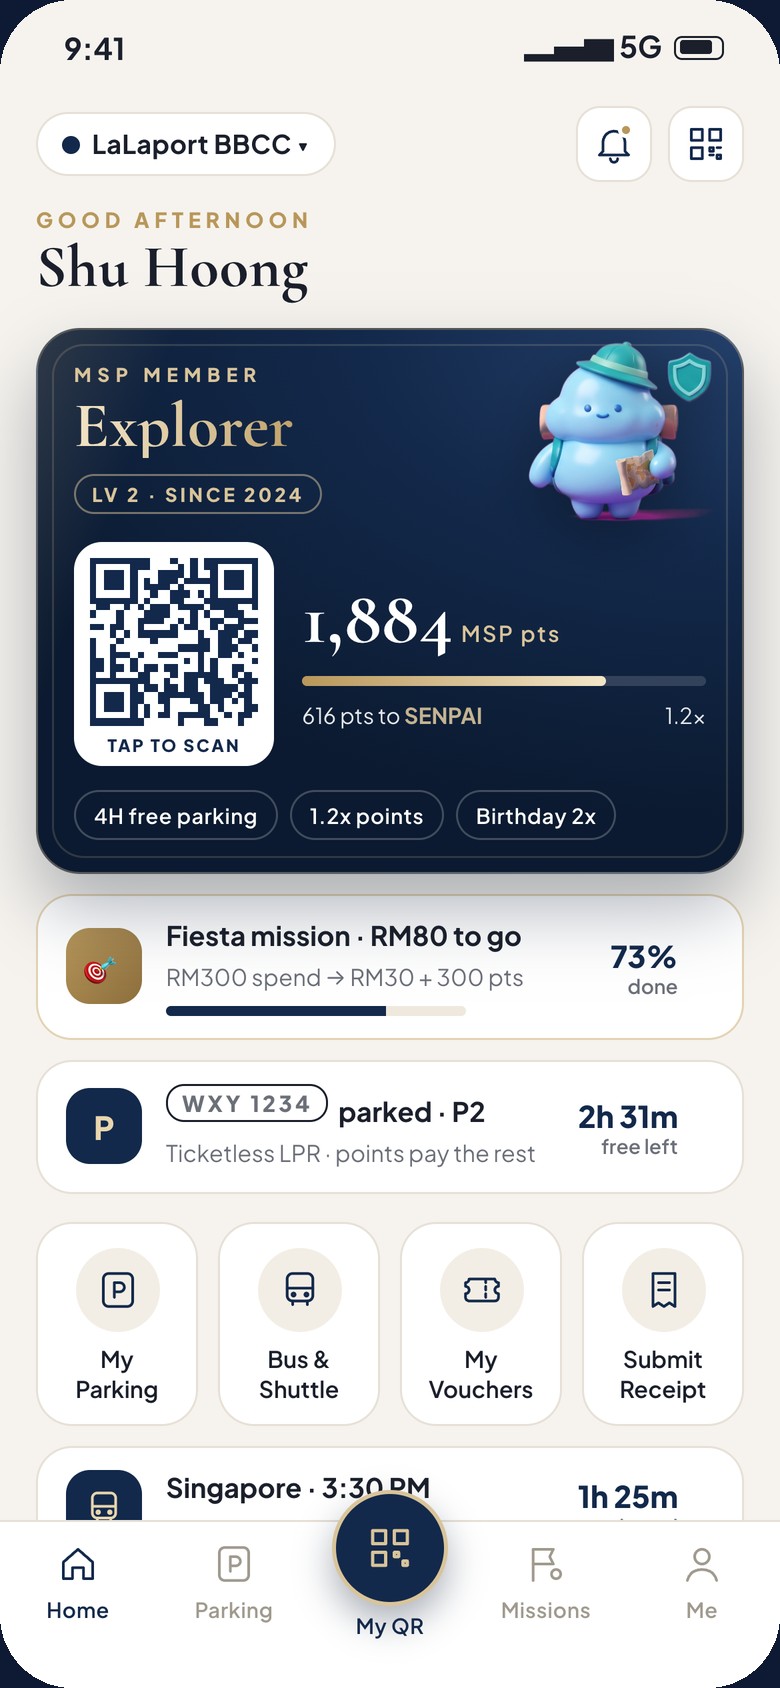 9:41
5G
LaLaport BBCC ▾
GOOD AFTERNOON
Shu Hoong
MSP MEMBER
Explorer
LV 2 · SINCE 2024
1,884 MSP pts
616 pts to SENPAI
1.2×
TAP TO SCAN
4H free parking
1.2x points
Birthday 2x
Fiesta mission · RM80 to go
RM300 spend → RM30 + 300 pts
73%
done
P
WXY 1234 parked · P2
Ticketless LPR · points pay the rest
2h 31m
free left
My
Parking
Bus &
Shuttle
My
Vouchers
Submit
Receipt
Singapore · 3:30 PM
1h 25m
Home
Parking
My QR
Missions
Me